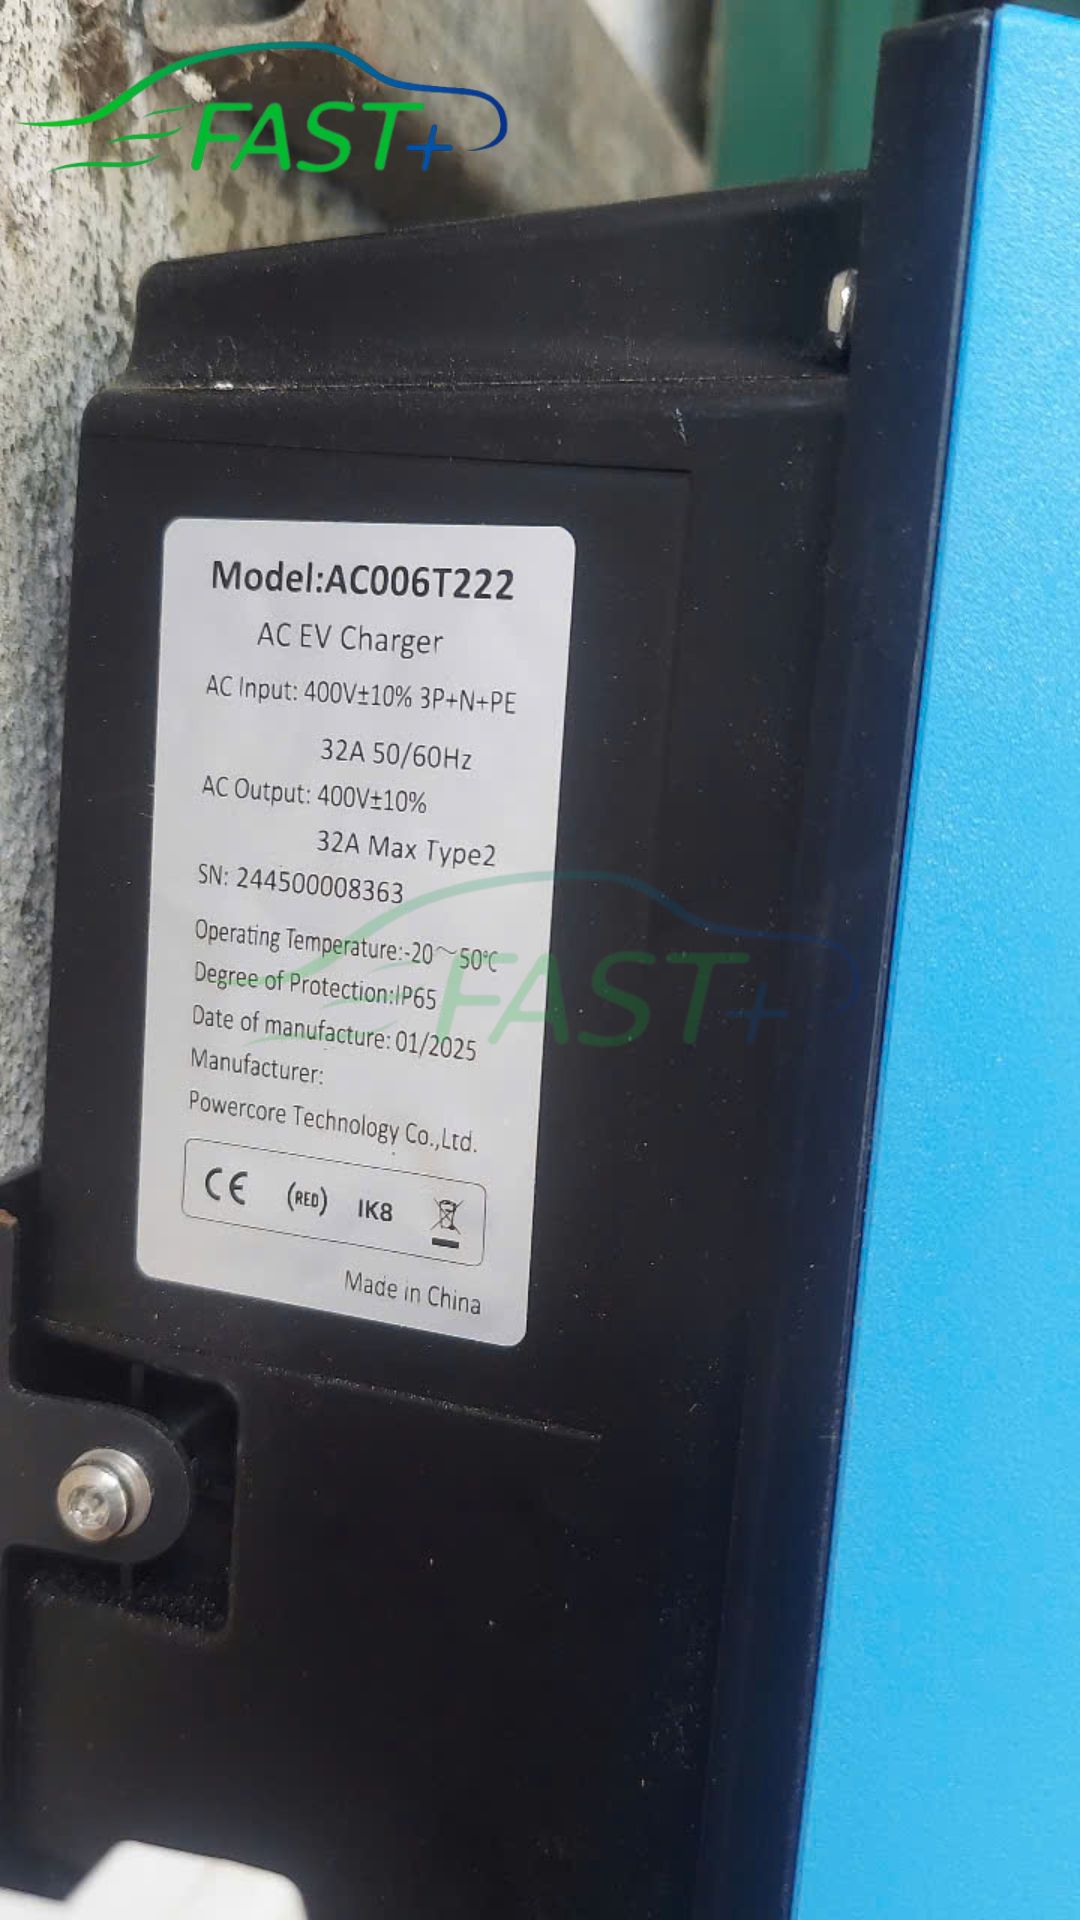 FAST+
Model:AC006T222
AC EV Charger
AC Input: 400V±10% 3P+N+PE
32A 50/60Hz
AC Output: 400V±10%
32A Max Type2
SN: 244500008363
Operating Temperature:-20～50℃
Degree of Protection:IP65
Date of manufacture: 01/2025
Manufacturer:
Powercore Technology Co.,Ltd.
CE (RED) IK8
Made in China
FAST+